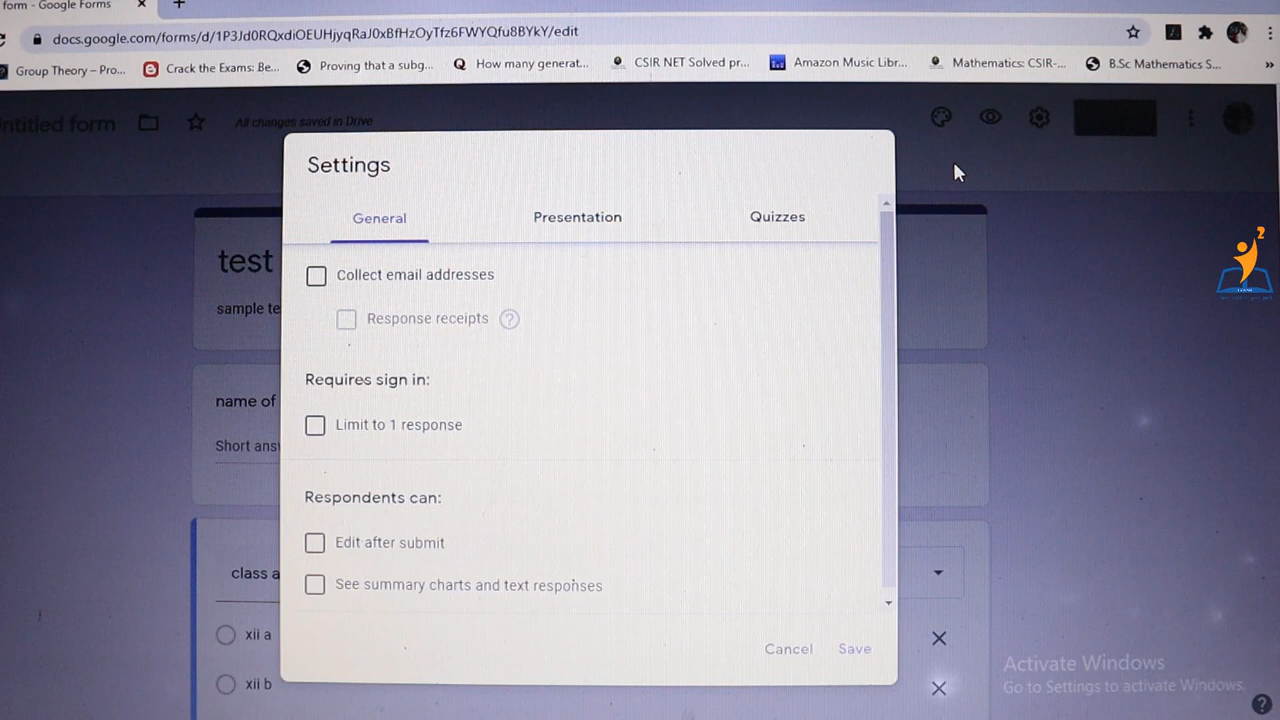 form - Google Forms
docs.google.com/forms/d/1P3Jd0RQxdiOEUHjyqRaJ0xBfHzOyTfz6FWYQfu8BYkY/edit
Group Theory – Pro...
Crack the Exams: Be...
Proving that a subg...
How many generat...
CSIR NET Solved pr...
Amazon Music Libr...
Mathematics: CSIR-...
B.Sc Mathematics S...
»
ntitled form
All changes saved in Drive
Settings
General
Presentation
Quizzes
test
Collect email addresses
sample te
Response receipts
?
Requires sign in:
name of
Limit to 1 response
Short ans
Respondents can:
Edit after submit
class a
See summary charts and text responses
xii a
Cancel
Save
xii b
Activate Windows
Go to Settings to activate Windows.
?
2